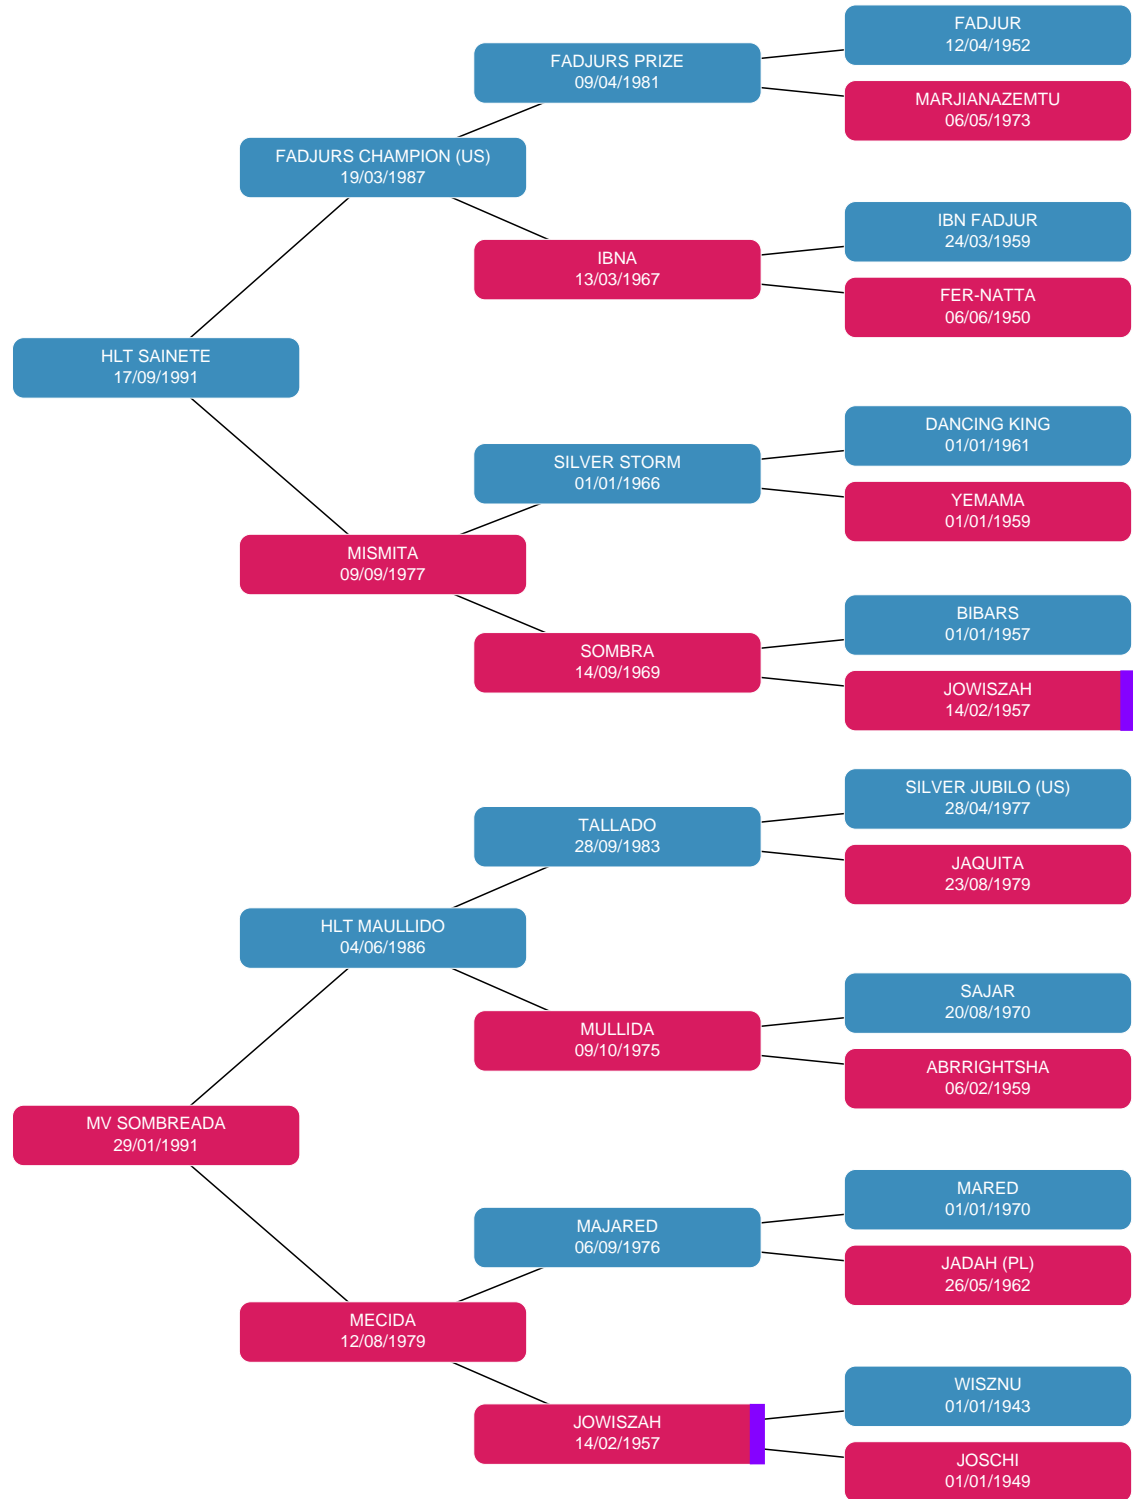 FADJUR
12/04/1952
FADJURS PRIZE
09/04/1981
MARJIANAZEMTU
06/05/1973
FADJURS CHAMPION (US)
19/03/1987
IBN FADJUR
24/03/1959
IBNA
13/03/1967
FER-NATTA
06/06/1950
HLT SAINETE
17/09/1991
DANCING KING
01/01/1961
SILVER STORM
01/01/1966
YEMAMA
01/01/1959
MISMITA
09/09/1977
BIBARS
01/01/1957
SOMBRA
14/09/1969
JOWISZAH
14/02/1957
SILVER JUBILO (US)
28/04/1977
TALLADO
28/09/1983
JAQUITA
23/08/1979
HLT MAULLIDO
04/06/1986
SAJAR
20/08/1970
MULLIDA
09/10/1975
ABRRIGHTSHA
06/02/1959
MV SOMBREADA
29/01/1991
MARED
01/01/1970
MAJARED
06/09/1976
JADAH (PL)
26/05/1962
MECIDA
12/08/1979
WISZNU
01/01/1943
JOWISZAH
14/02/1957
JOSCHI
01/01/1949